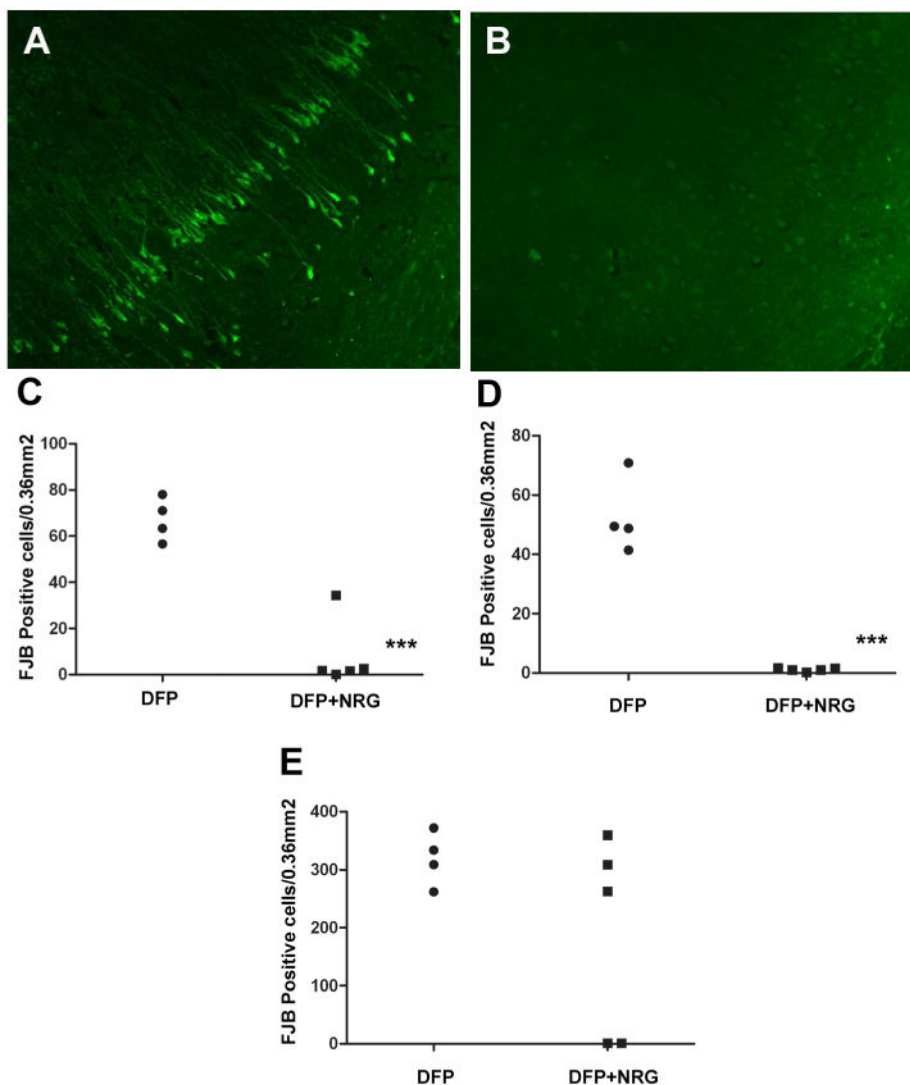 A
B
C
FJB Positive cells/0.36mm2
100
80
60
40
20
0
***
DFP
DFP+NRG
D
FJB Positive cells/0.36mm2
80
60
40
20
0
***
DFP
DFP+NRG
E
FJB Positive cells/0.36mm2
400
300
200
100
0
DFP
DFP+NRG